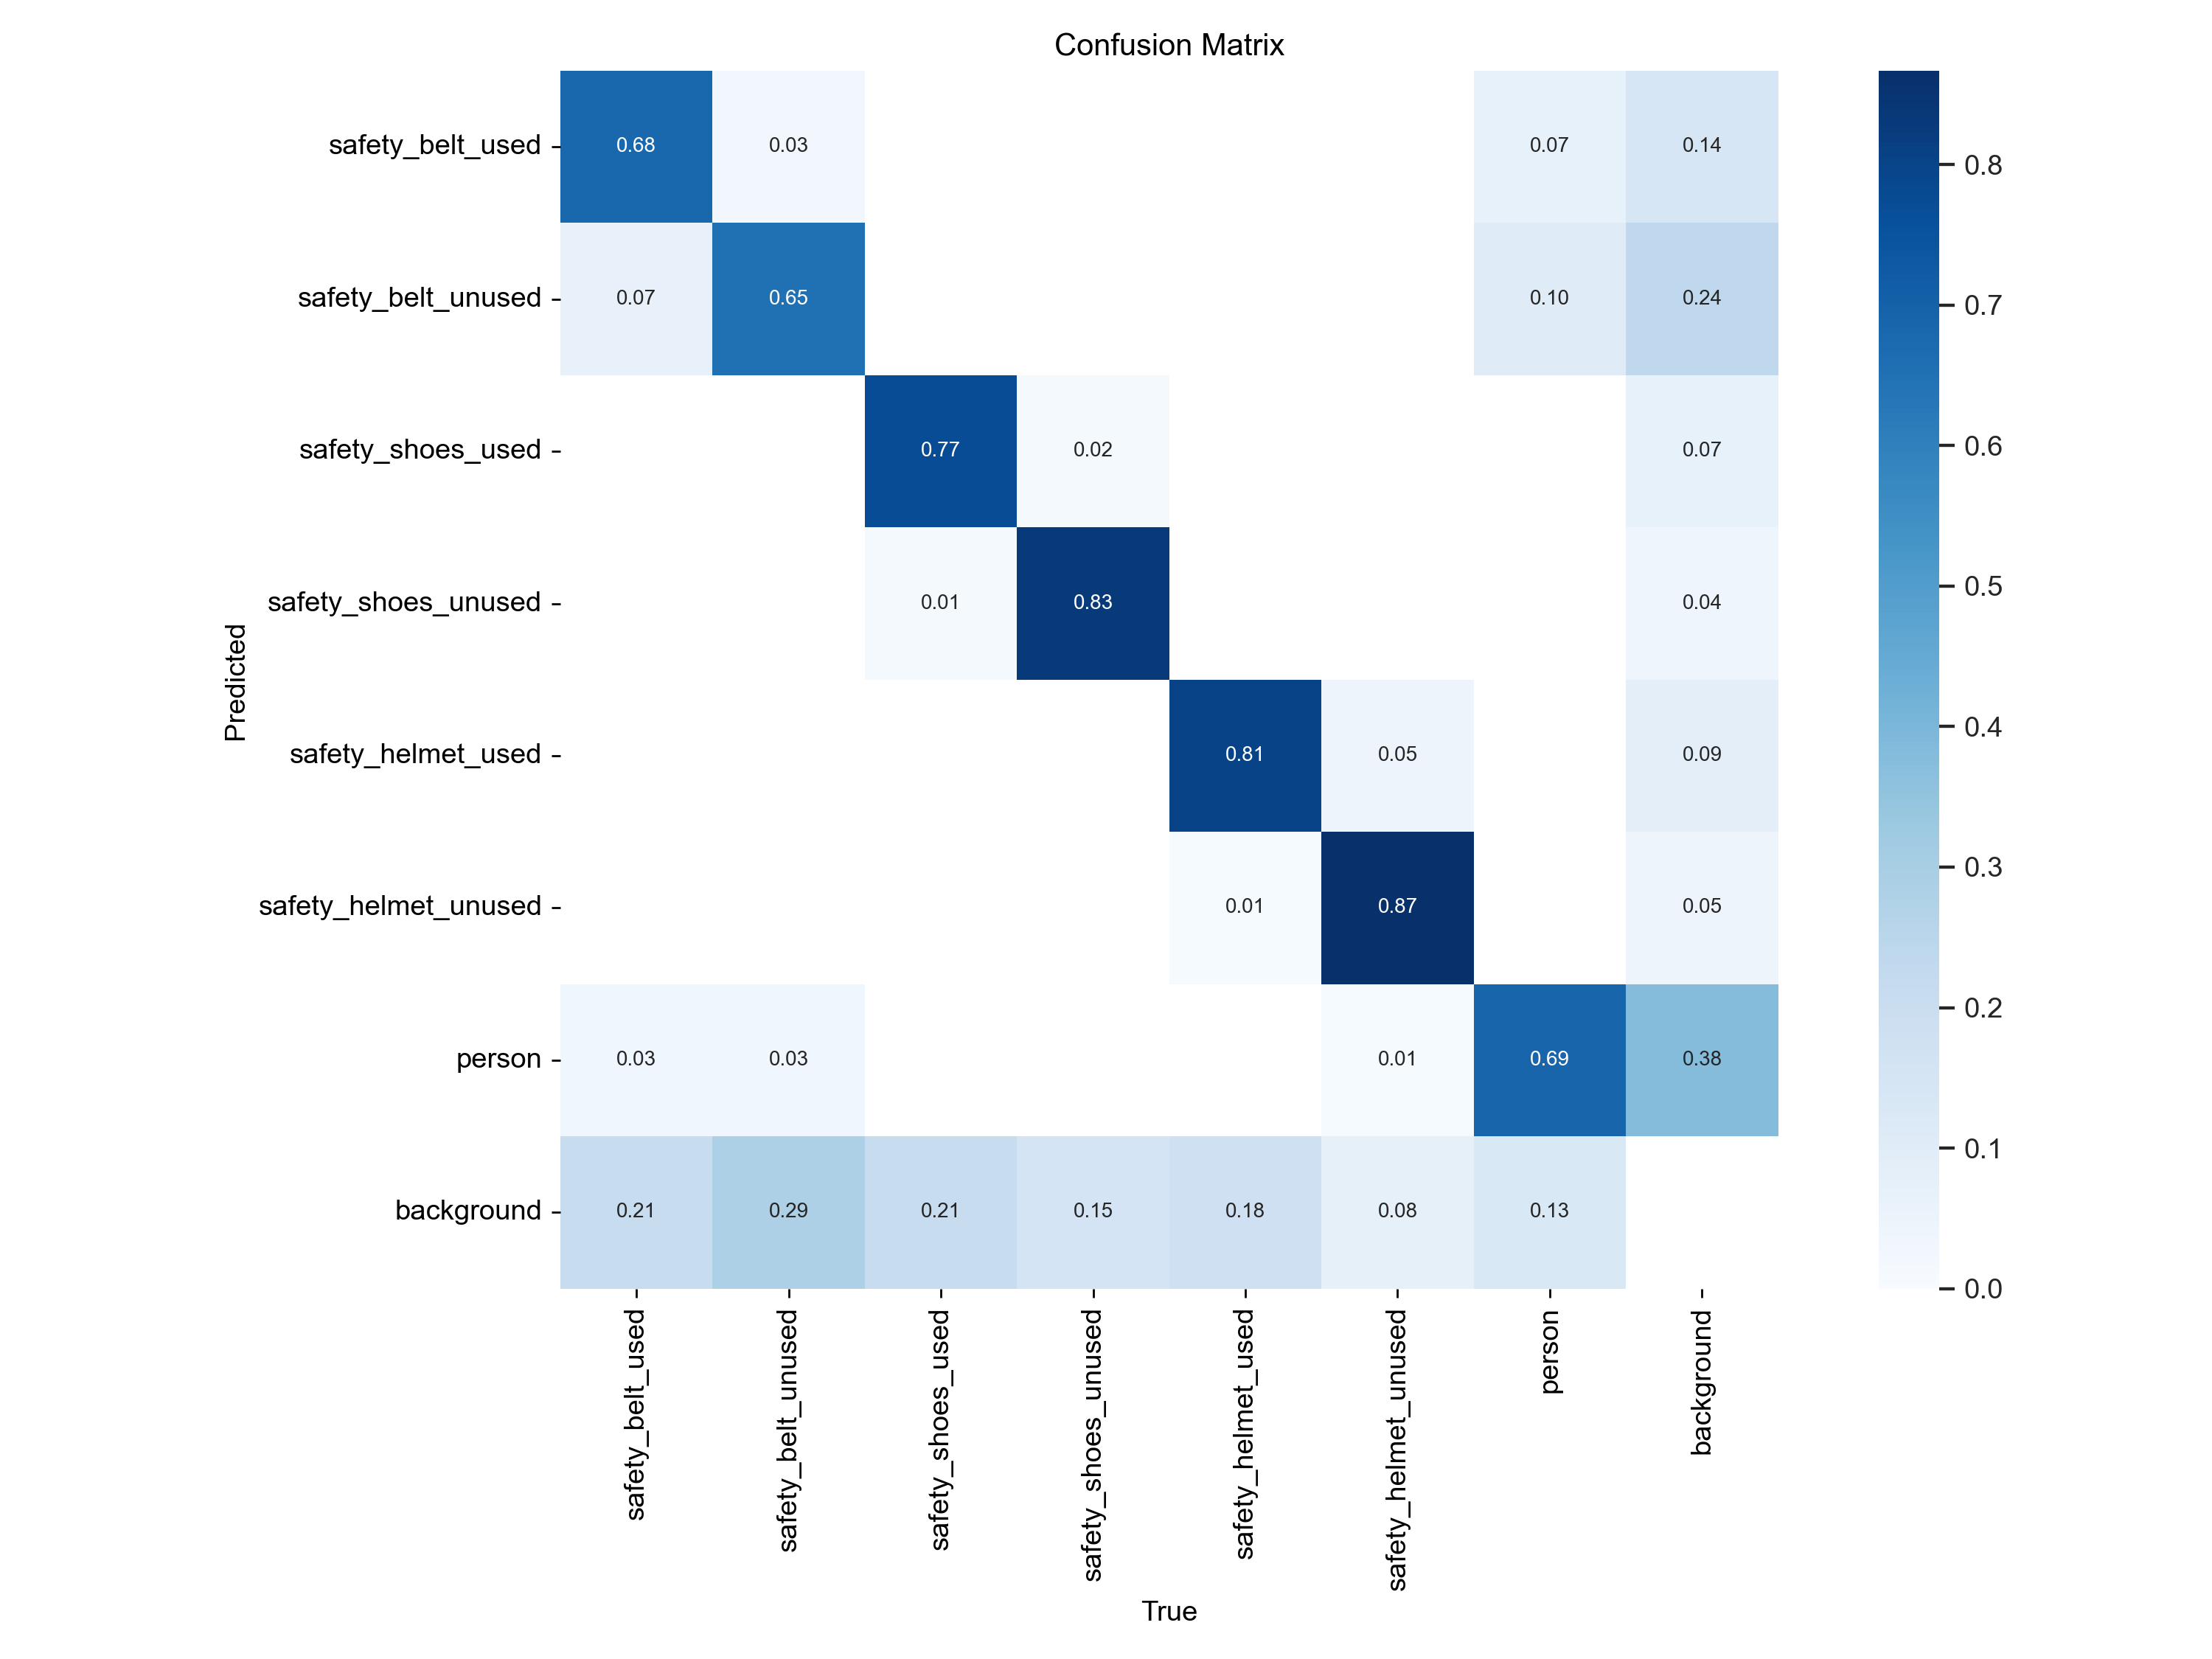 Confusion Matrix
Predicted
safety_belt_used 0.68 0.03 0.07 0.14
safety_belt_unused 0.07 0.65 0.10 0.24
safety_shoes_used 0.77 0.02 0.07
safety_shoes_unused 0.01 0.83 0.04
safety_helmet_used 0.81 0.05 0.09
safety_helmet_unused 0.01 0.87 0.05
person 0.03 0.03 0.01 0.69 0.38
background 0.21 0.29 0.21 0.15 0.18 0.08 0.13
safety_belt_used
safety_belt_unused
safety_shoes_used
safety_shoes_unused
safety_helmet_used
safety_helmet_unused
person
background
True
0.8
0.7
0.6
0.5
0.4
0.3
0.2
0.1
0.0